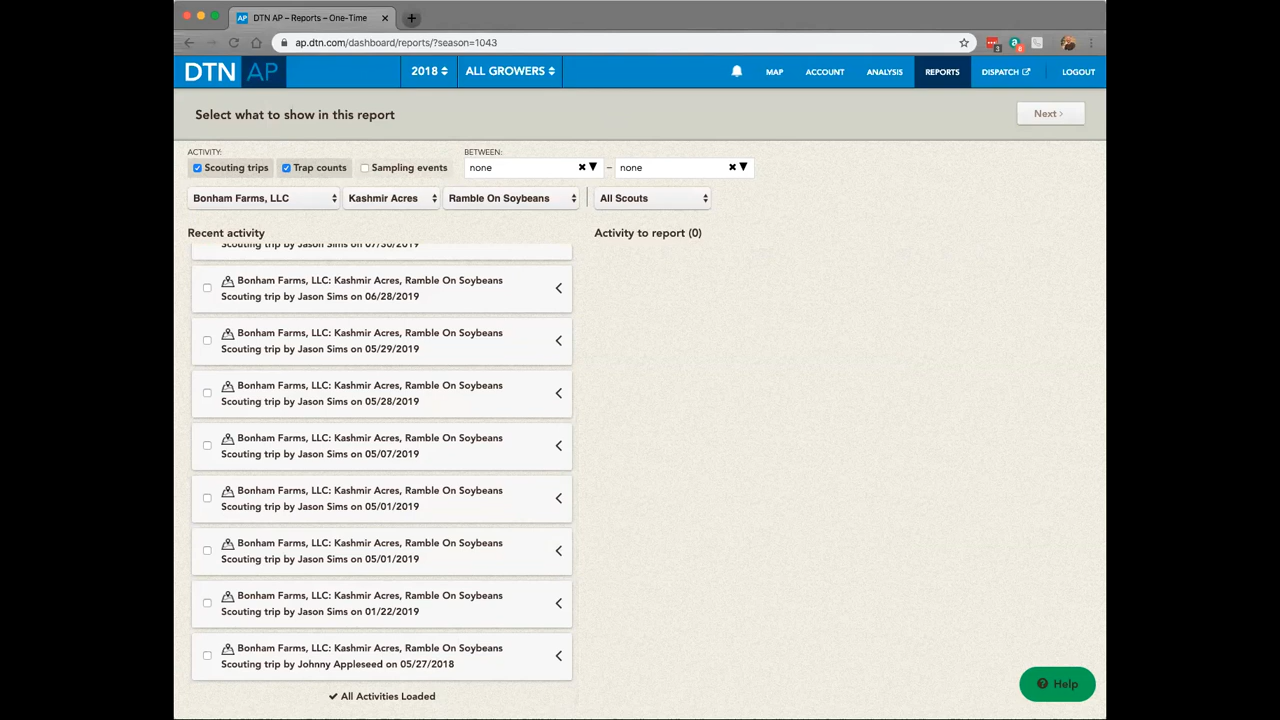 DTN AP – Reports – One-Time
ap.dtn.com/dashboard/reports/?season=1043
DTN AP
2018
ALL GROWERS
MAP
ACCOUNT
ANALYSIS
REPORTS
DISPATCH
LOGOUT
Select what to show in this report
Next
ACTIVITY:
BETWEEN:
Scouting trips
Trap counts
Sampling events
none
–
none
Bonham Farms, LLC
Kashmir Acres
Ramble On Soybeans
All Scouts
Recent activity
Activity to report (0)
Scouting trip by Jason Sims on 07/30/2019
Bonham Farms, LLC: Kashmir Acres, Ramble On Soybeans
Scouting trip by Jason Sims on 06/28/2019
Bonham Farms, LLC: Kashmir Acres, Ramble On Soybeans
Scouting trip by Jason Sims on 05/29/2019
Bonham Farms, LLC: Kashmir Acres, Ramble On Soybeans
Scouting trip by Jason Sims on 05/28/2019
Bonham Farms, LLC: Kashmir Acres, Ramble On Soybeans
Scouting trip by Jason Sims on 05/07/2019
Bonham Farms, LLC: Kashmir Acres, Ramble On Soybeans
Scouting trip by Jason Sims on 05/01/2019
Bonham Farms, LLC: Kashmir Acres, Ramble On Soybeans
Scouting trip by Jason Sims on 05/01/2019
Bonham Farms, LLC: Kashmir Acres, Ramble On Soybeans
Scouting trip by Jason Sims on 01/22/2019
Bonham Farms, LLC: Kashmir Acres, Ramble On Soybeans
Scouting trip by Johnny Appleseed on 05/27/2018
All Activities Loaded
Help